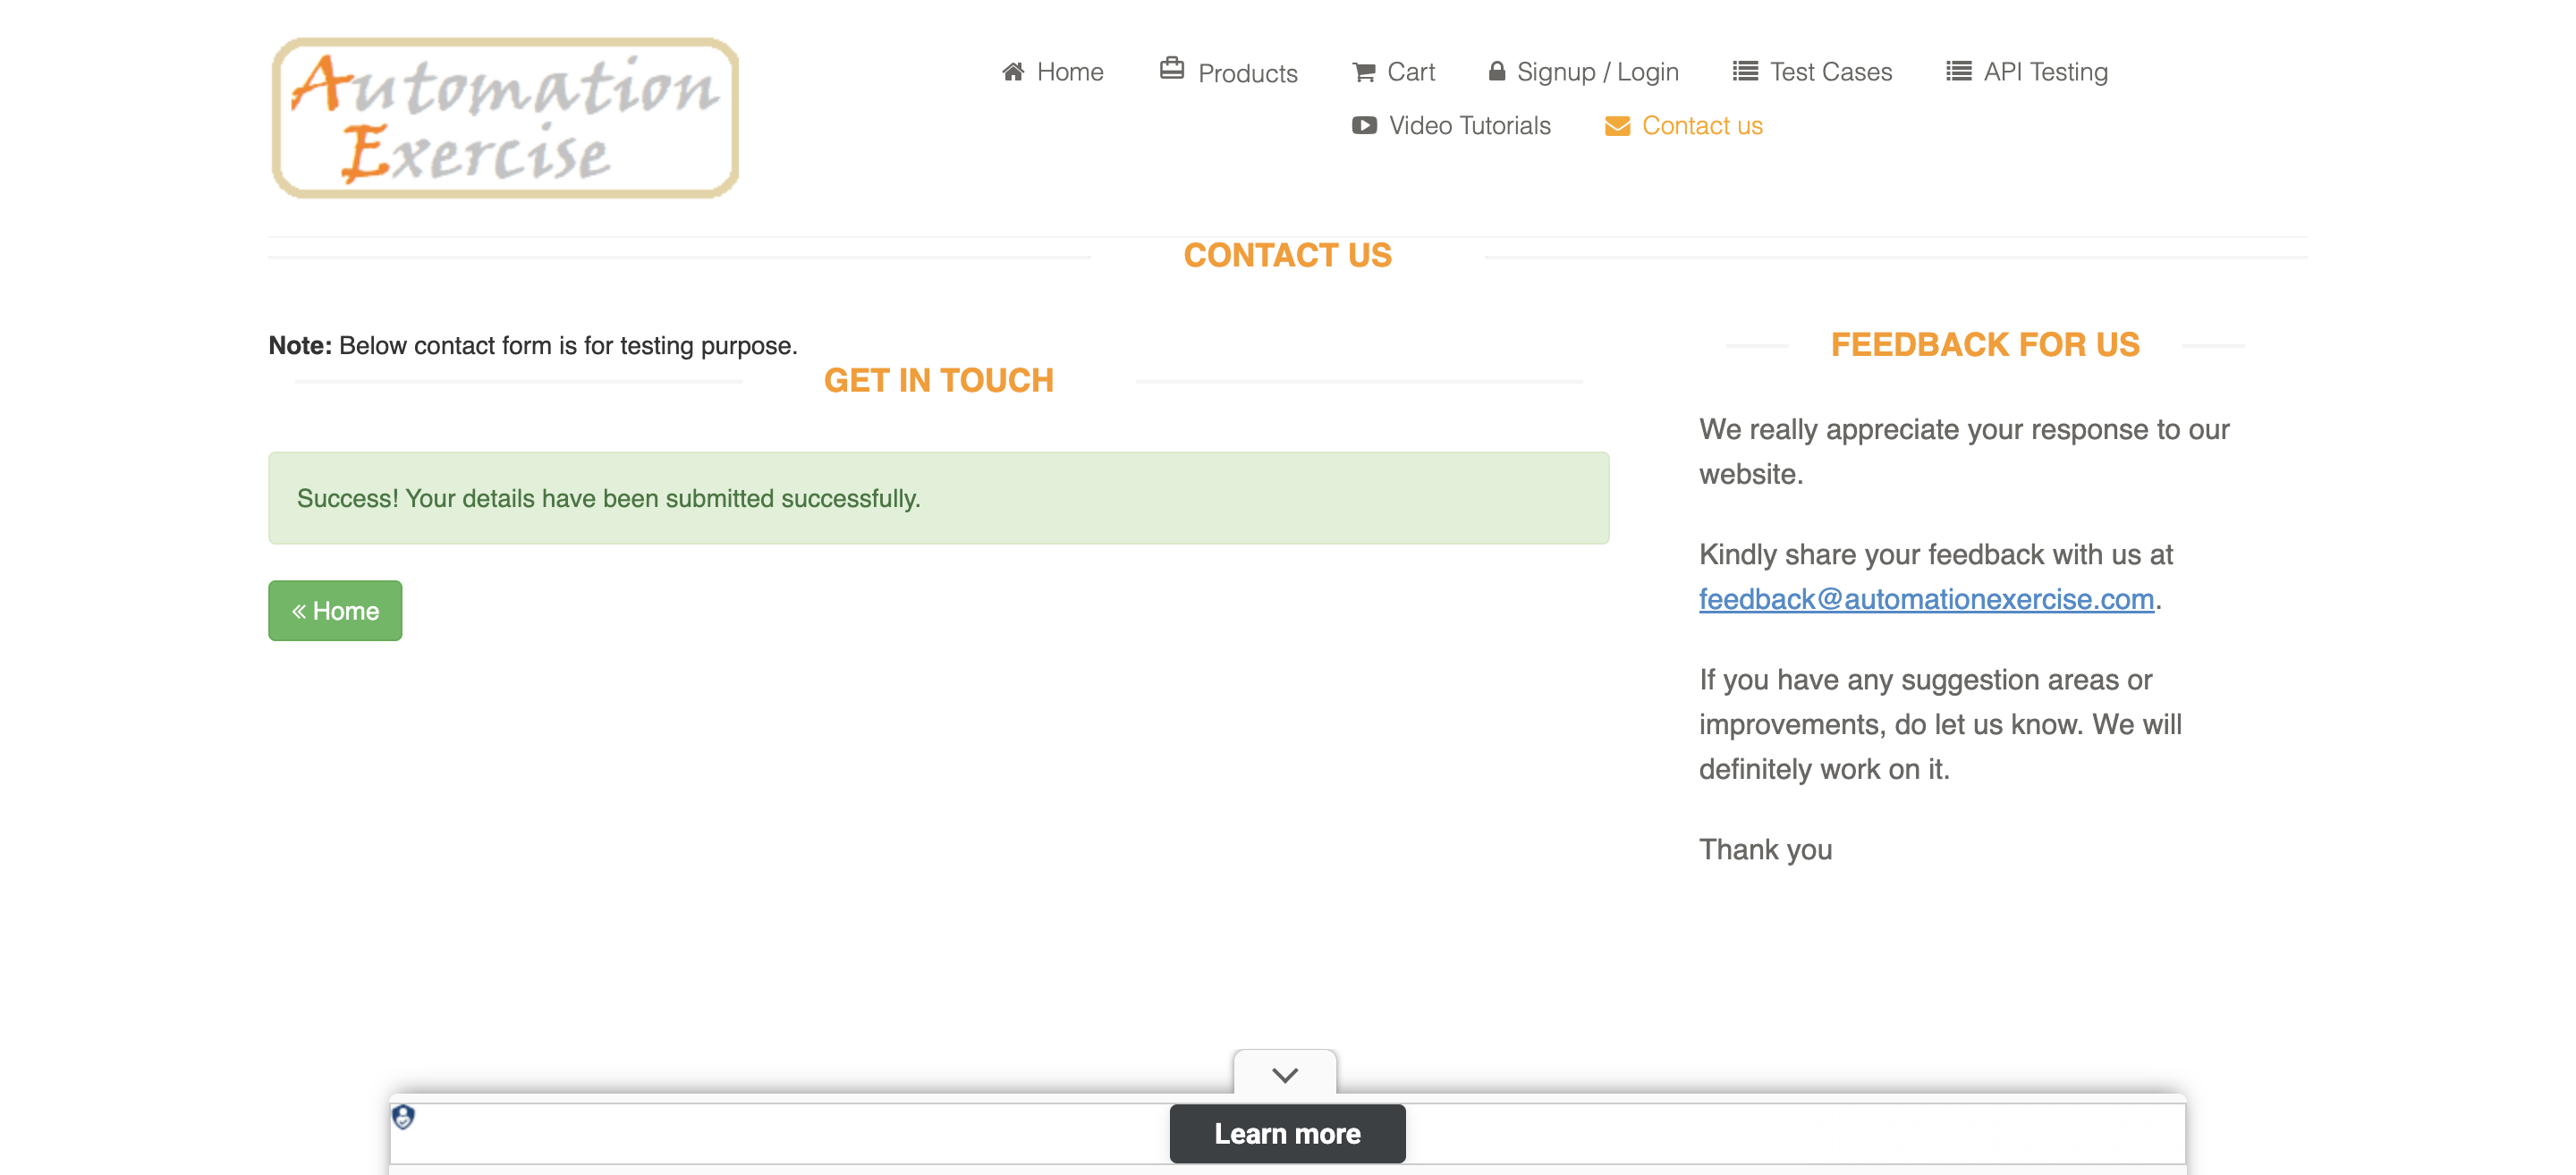 Automation
Exercise
Home
Products
Cart
Signup / Login
Test Cases
API Testing
Video Tutorials
Contact us
CONTACT US
Note: Below contact form is for testing purpose.
GET IN TOUCH
Success! Your details have been submitted successfully.
« Home
FEEDBACK FOR US
We really appreciate your response to our
website.
Kindly share your feedback with us at
feedback@automationexercise.com.
If you have any suggestion areas or
improvements, do let us know. We will
definitely work on it.
Thank you
Learn more